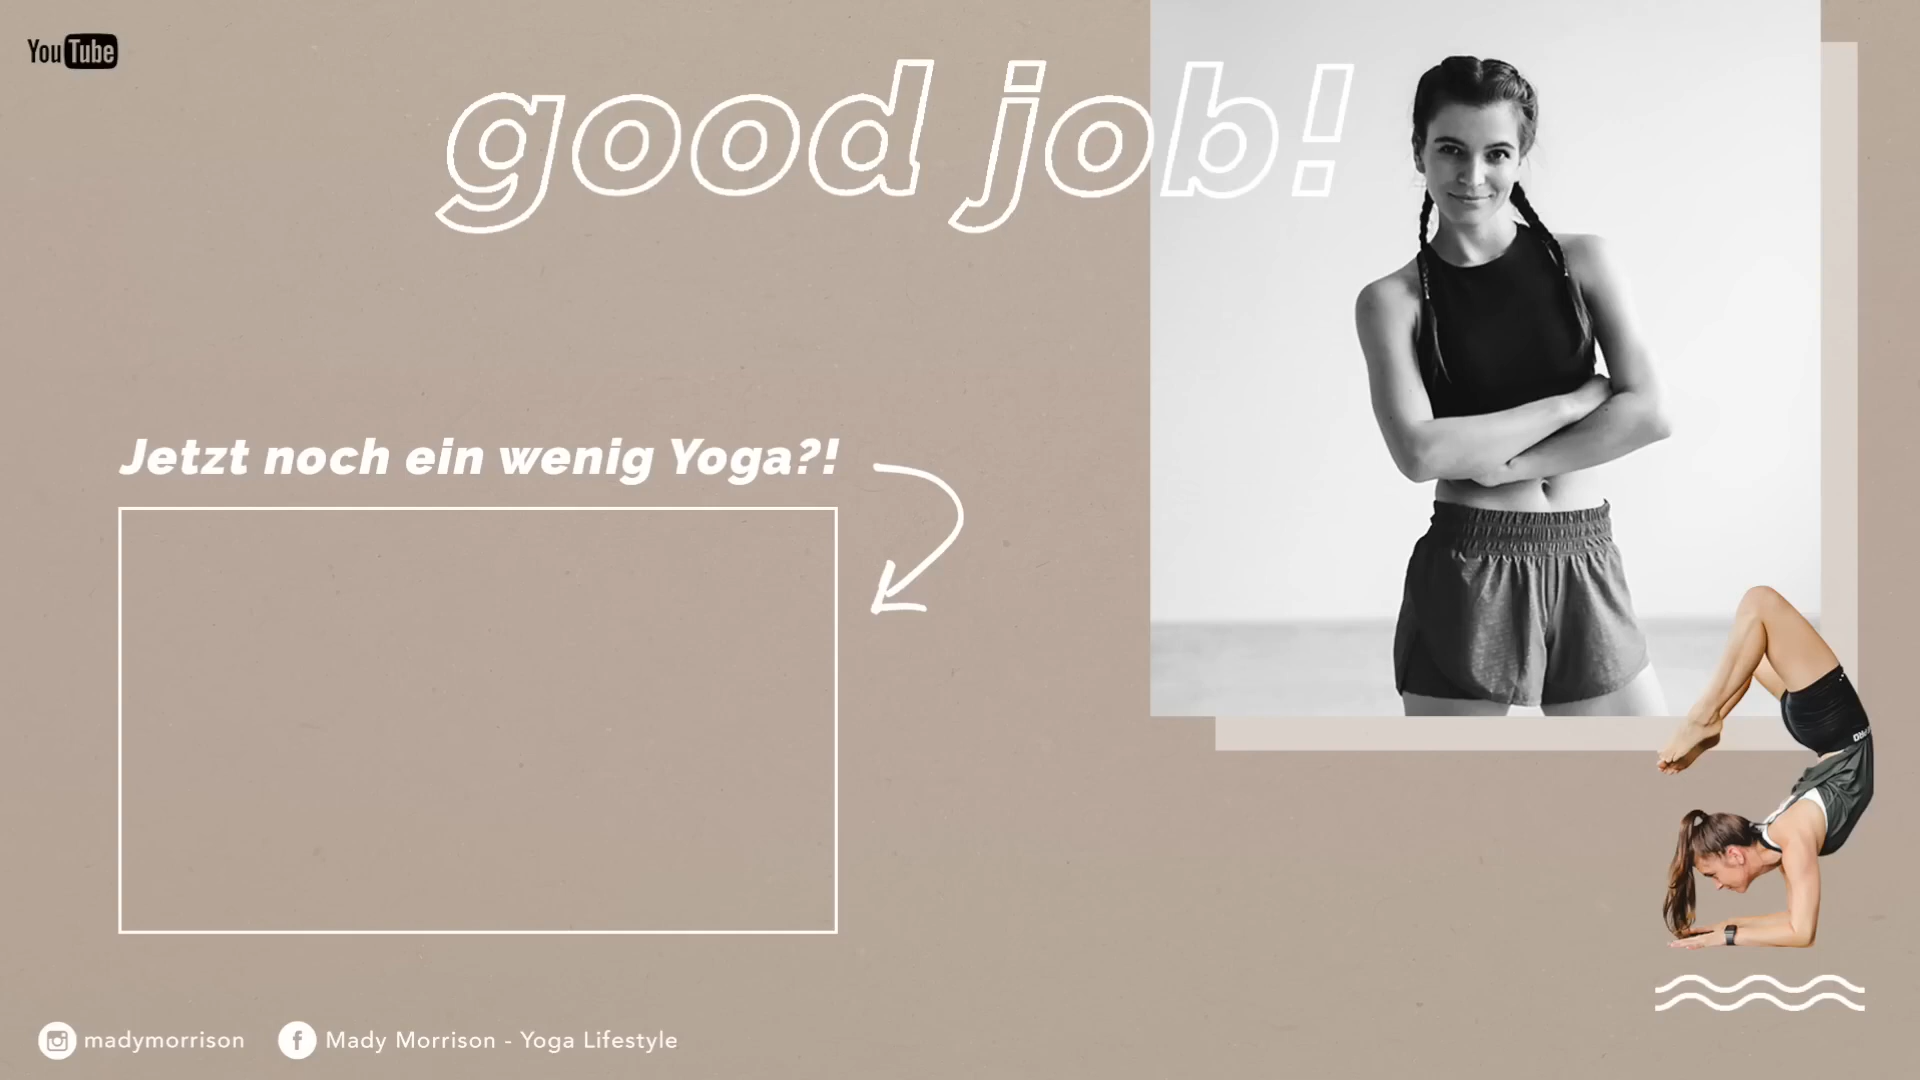 YouTube
good job!
Jetzt noch ein wenig Yoga?!
madymorrison
Mady Morrison - Yoga Lifestyle